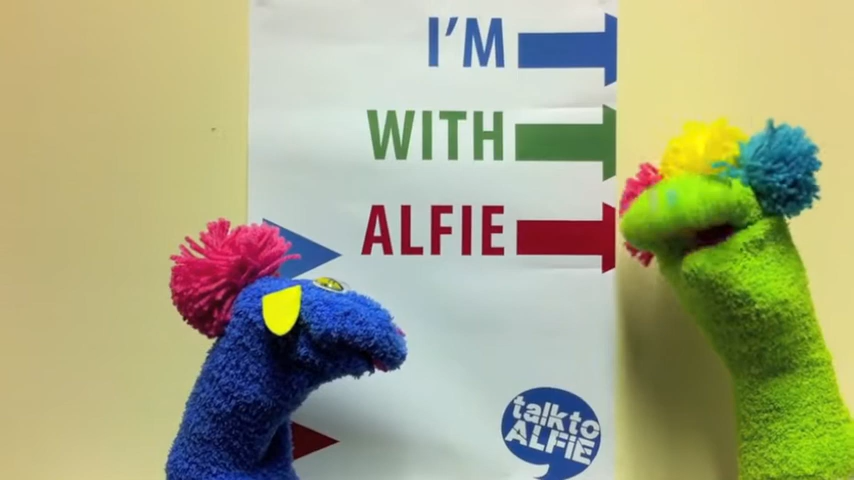 I'M
WITH
ALFIE
talk to
ALFiE